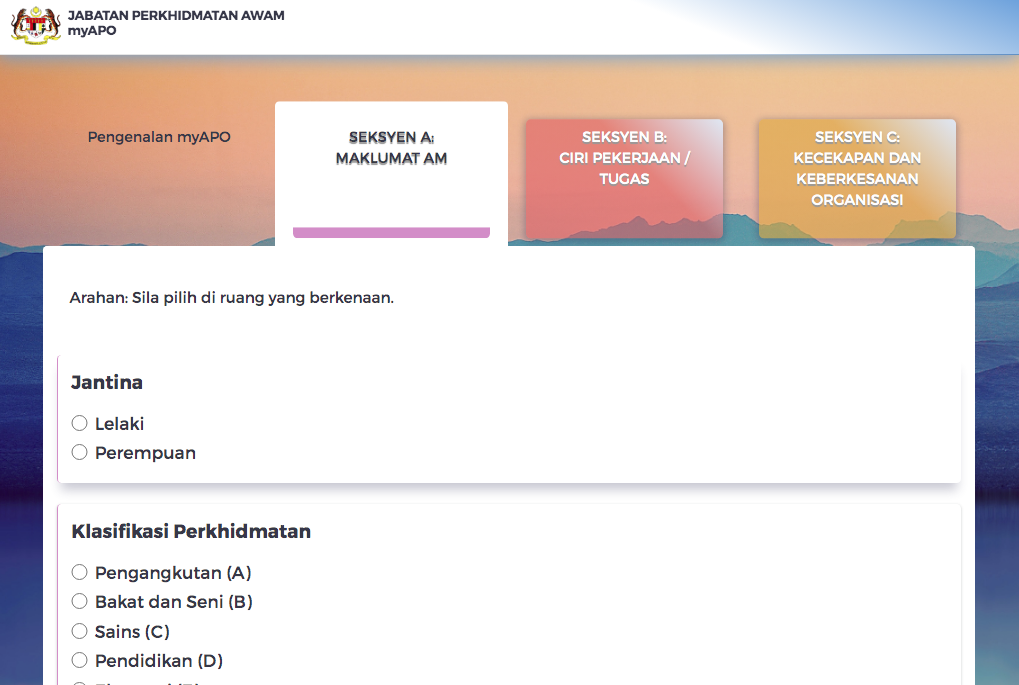 JABATAN PERKHIDMATAN AWAM
myAPO
Pengenalan myAPO
SEKSYEN A:
MAKLUMAT AM
SEKSYEN B:
CIRI PEKERJAAN /
TUGAS
SEKSYEN C:
KECEKAPAN DAN
KEBERKESANAN
ORGANISASI
Arahan: Sila pilih di ruang yang berkenaan.
Jantina
Lelaki
Perempuan
Klasifikasi Perkhidmatan
Pengangkutan (A)
Bakat dan Seni (B)
Sains (C)
Pendidikan (D)